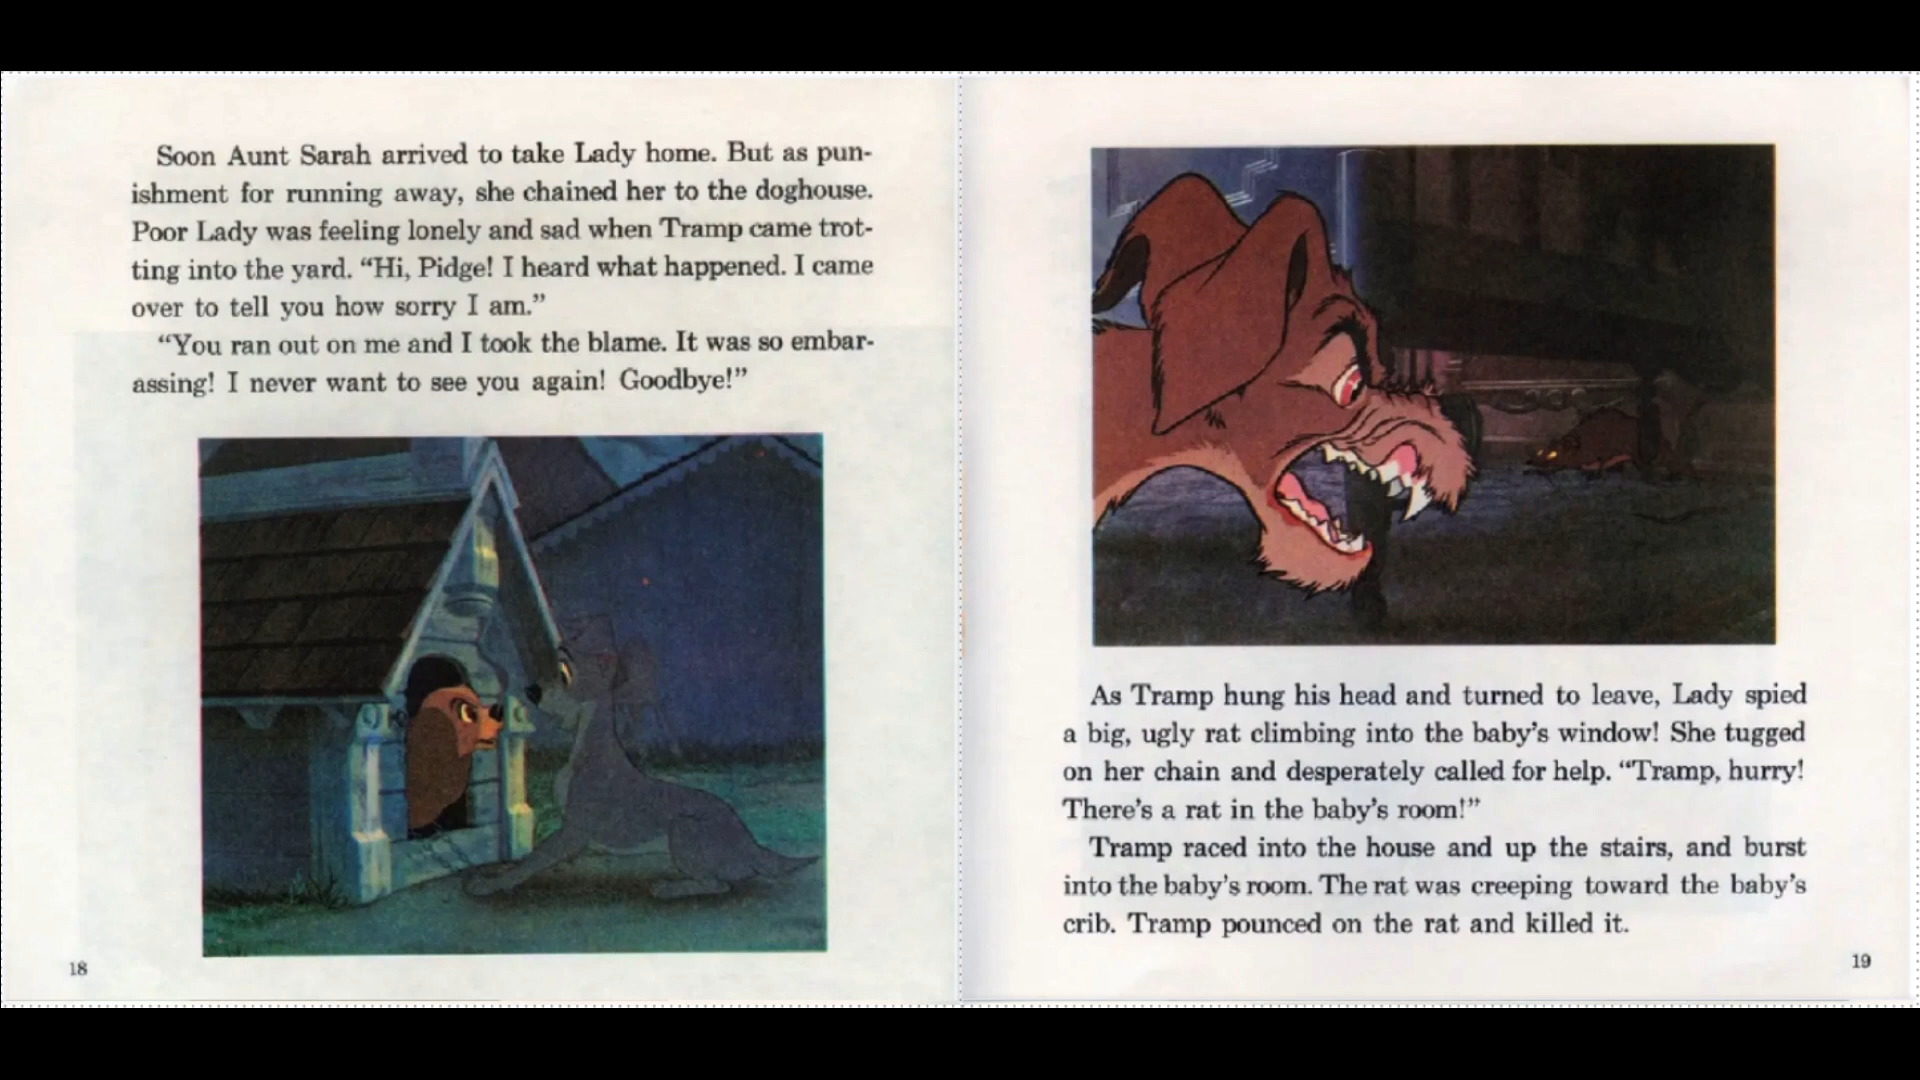 Soon Aunt Sarah arrived to take Lady home. But as pun-
ishment for running away, she chained her to the doghouse.
Poor Lady was feeling lonely and sad when Tramp came trot-
ting into the yard. “Hi, Pidge! I heard what happened. I came
over to tell you how sorry I am.”
“You ran out on me and I took the blame. It was so embar-
assing! I never want to see you again! Goodbye!”
18
As Tramp hung his head and turned to leave, Lady spied
a big, ugly rat climbing into the baby’s window! She tugged
on her chain and desperately called for help. “Tramp, hurry!
There’s a rat in the baby’s room!”
Tramp raced into the house and up the stairs, and burst
into the baby’s room. The rat was creeping toward the baby’s
crib. Tramp pounced on the rat and killed it.
19